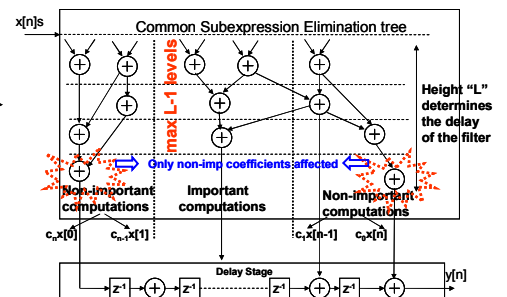 x[n]s
Common Subexpression Elimination tree
max L-1 levels
Height “L”
determines
the delay
of the filter
Only non-imp coefficients affected
Non-important
computations
Important
computations
Non-important
computations
cₙx[0]
cₙ₋₁x[1]
c₁x[n-1]
c₀x[n]
Delay Stage
y[n]
z⁻¹
z⁻¹
z⁻¹
z⁻¹